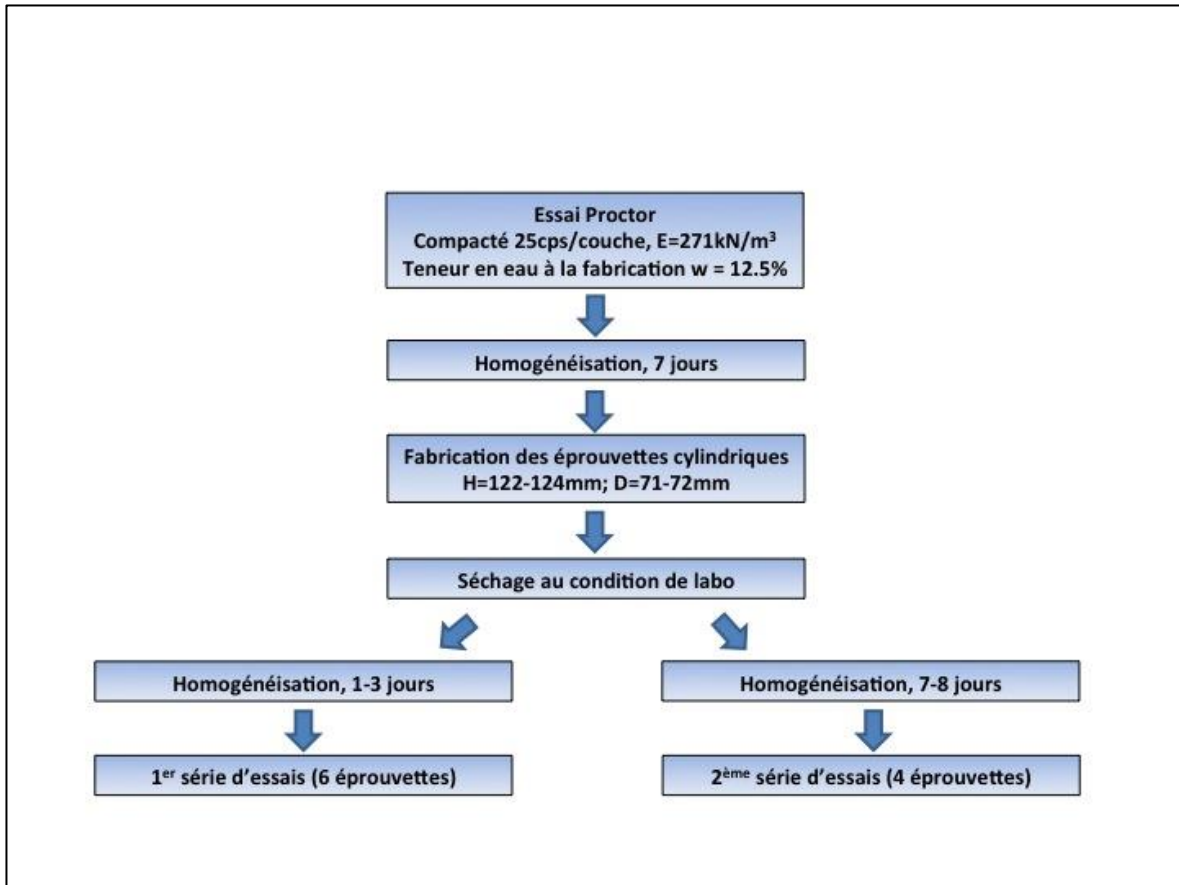 Essai Proctor
Compacté 25cps/couche, E=271kN/m³
Teneur en eau à la fabrication w = 12.5%
Homogénéisation, 7 jours
Fabrication des éprouvettes cylindriques
H=122-124mm; D=71-72mm
Séchage au condition de labo
Homogénéisation, 1-3 jours
Homogénéisation, 7-8 jours
1ᵉʳ série d’essais (6 éprouvettes)
2ᵉᵐᵉ série d’essais (4 éprouvettes)